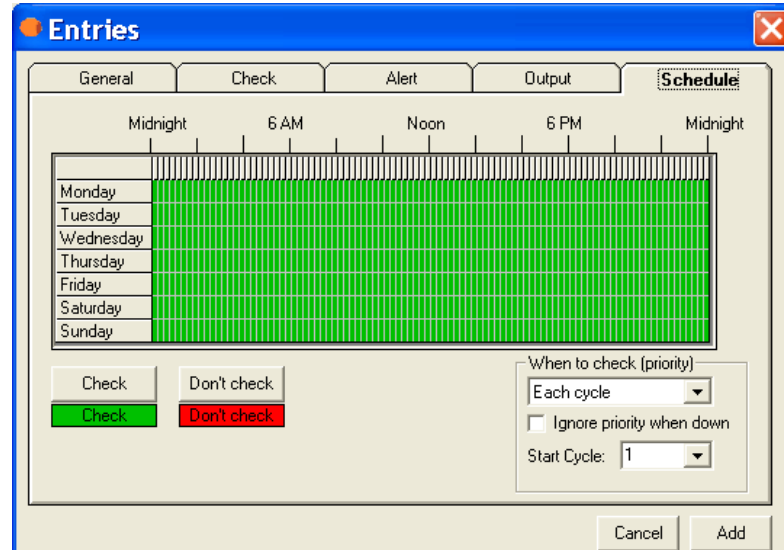 Entries
General Check Alert Output Schedule
Midnight 6 AM Noon 6 PM Midnight
Monday
Tuesday
Wednesday
Thursday
Friday
Saturday
Sunday
Check Don't check
Check Don't check
When to check (priority)
Each cycle
Ignore priority when down
Start Cycle: 1
Cancel Add